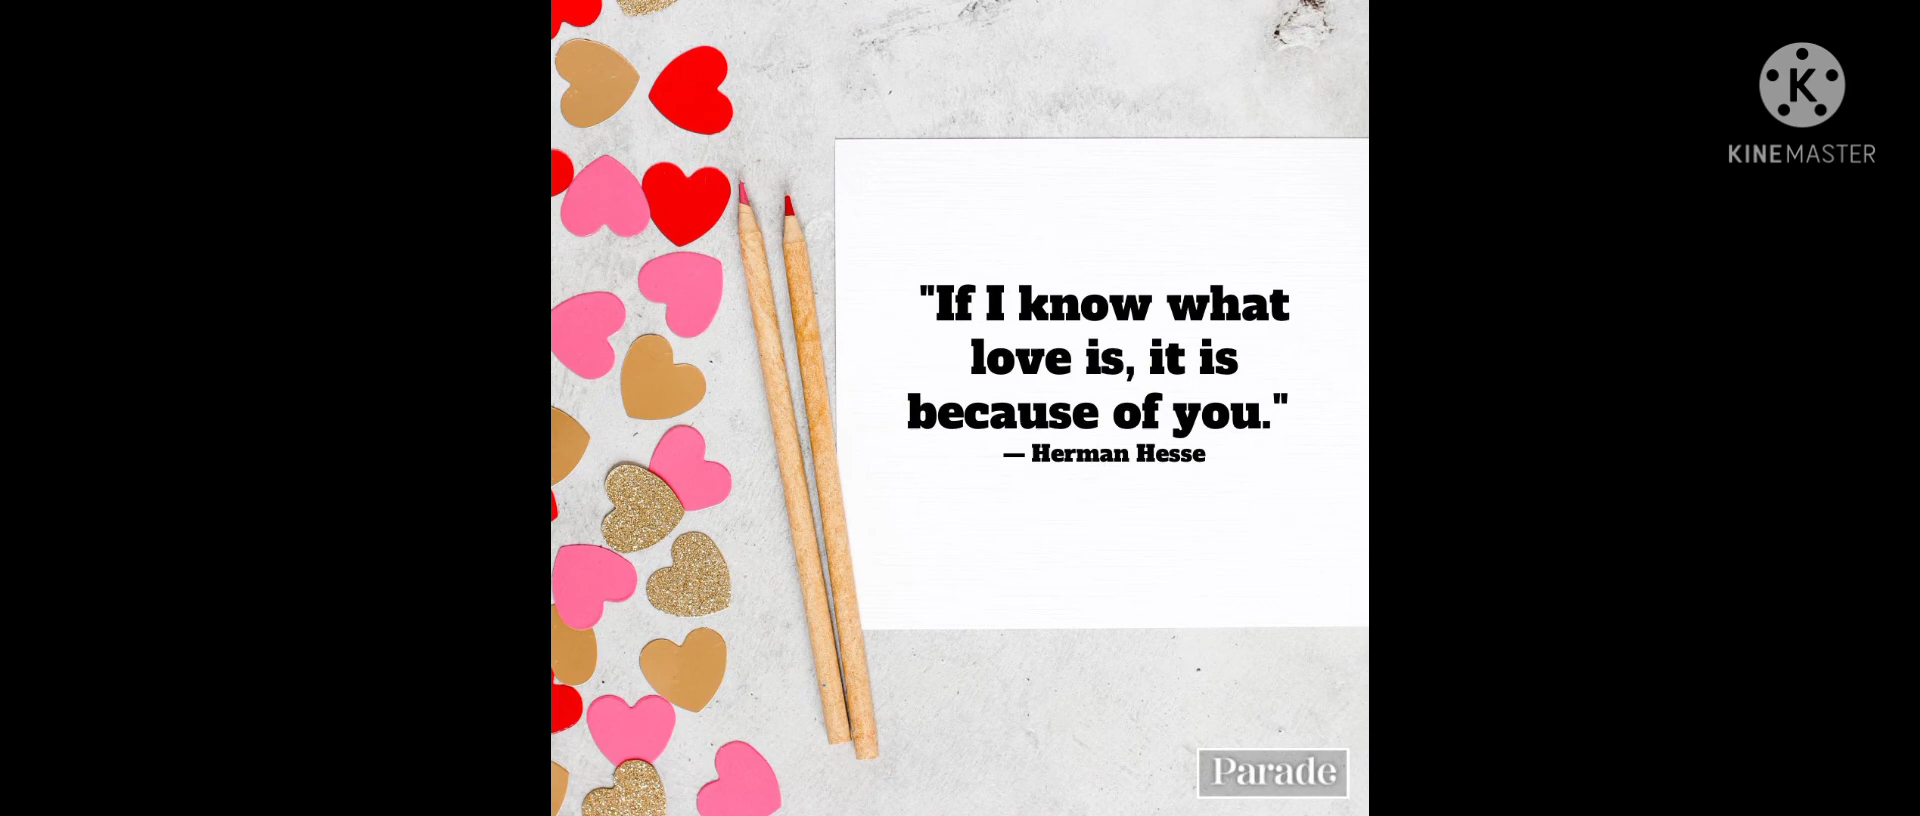 "If I know what
love is, it is
because of you."
— Herman Hesse
Parade
K
KINEMASTER